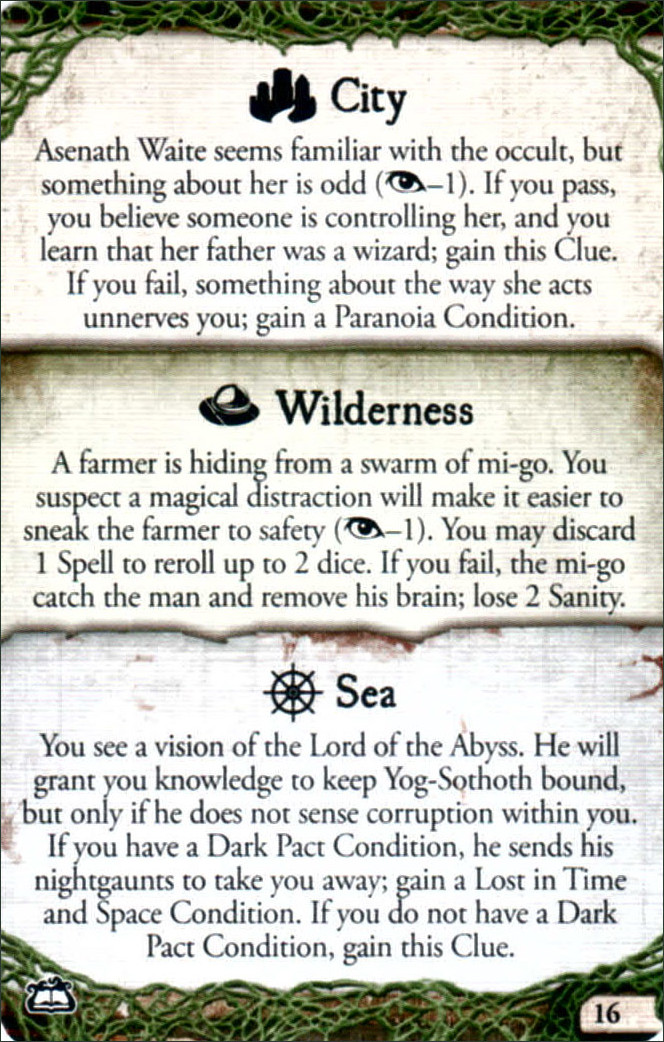 City
Asenath Waite seems familiar with the occult, but
something about her is odd (–1). If you pass,
you believe someone is controlling her, and you
learn that her father was a wizard; gain this Clue.
If you fail, something about the way she acts
unnerves you; gain a Paranoia Condition.
Wilderness
A farmer is hiding from a swarm of mi-go. You
suspect a magical distraction will make it easier to
sneak the farmer to safety (–1). You may discard
1 Spell to reroll up to 2 dice. If you fail, the mi-go
catch the man and remove his brain; lose 2 Sanity.
Sea
You see a vision of the Lord of the Abyss. He will
grant you knowledge to keep Yog-Sothoth bound,
but only if he does not sense corruption within you.
If you have a Dark Pact Condition, he sends his
nightgaunts to take you away; gain a Lost in Time
and Space Condition. If you do not have a Dark
Pact Condition, gain this Clue.
16